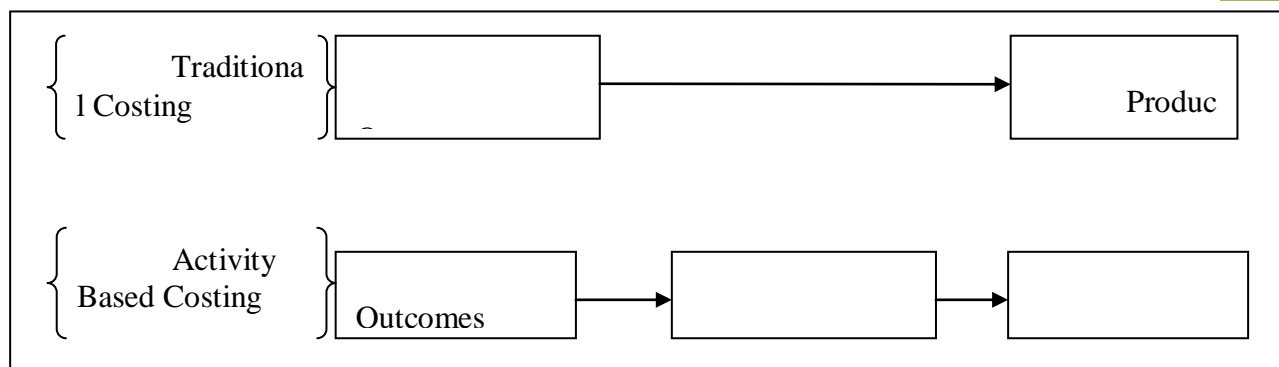 Traditiona
l Costing
Produc
Activity
Based Costing
Outcomes